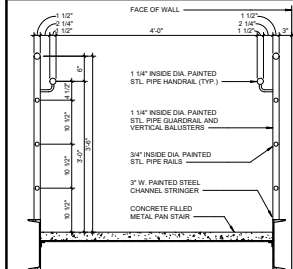 FACE OF WALL
1 1/2"
2 1/4"
1 1/2"
4'-0"
1 1/2"
2 1/4"
1 1/2"
3"
6"
4 1/2"
10 1/2"
10 1/2"
10 1/2"
3'-0"
3'-6"
1 1/4" INSIDE DIA. PAINTED
STL. PIPE HANDRAIL (TYP.)
1 1/4" INSIDE DIA. PAINTED
STL. PIPE GUARDRAIL AND
VERTICAL BALUSTERS
3/4" INSIDE DIA. PAINTED
STL. PIPE RAILS
3" W. PAINTED STEEL
CHANNEL STRINGER
CONCRETE FILLED
METAL PAN STAIR